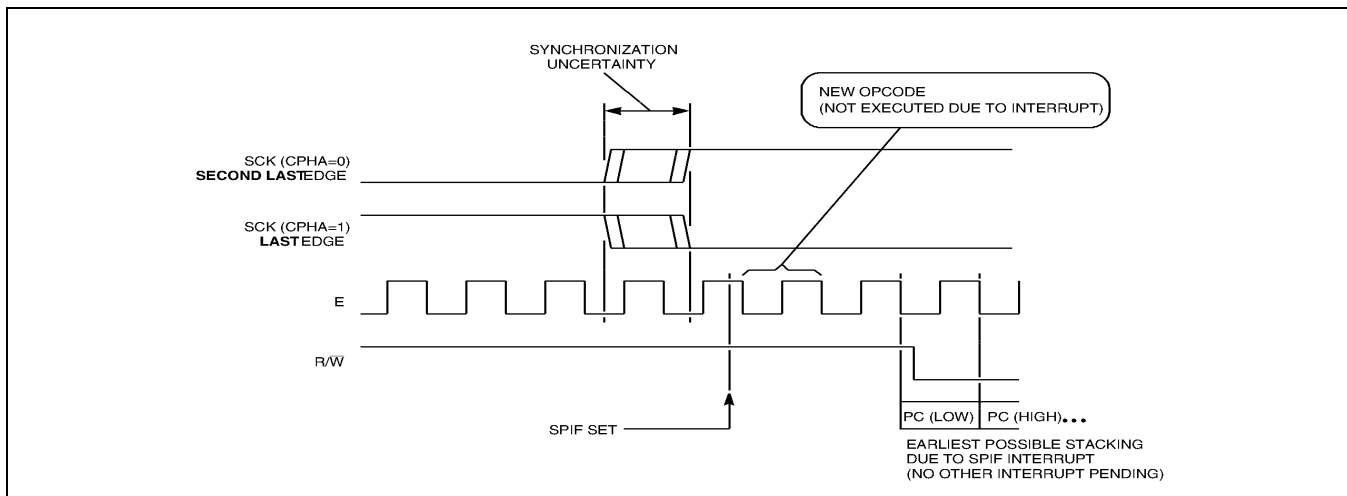 SYNCHRONIZATION
UNCERTAINTY
NEW OPCODE
(NOT EXECUTED DUE TO INTERRUPT)
SCK (CPHA=0)
SECOND LASTEDGE
SCK (CPHA=1)
LASTEDGE
E
R/W̅
SPIF SET
PC (LOW) PC (HIGH)•••
EARLIEST POSSIBLE STACKING
DUE TO SPIF INTERRUPT
(NO OTHER INTERRUPT PENDING)